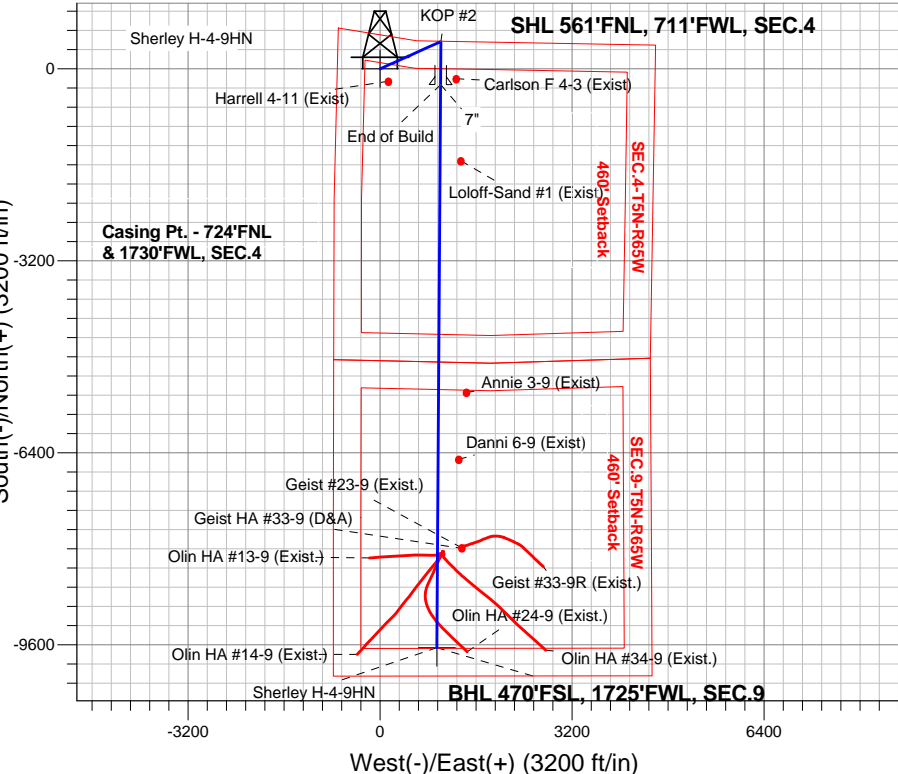 KOP #2
SHL 561'FNL, 711'FWL, SEC.4
Sherley H-4-9HN
0
Harrell 4-11 (Exist)
Carlson F 4-3 (Exist)
7"
End of Build
Loloff-Sand #1 (Exist)
SEC.4-T5N-R65W
460' Setback
Casing Pt. - 724'FNL
& 1730'FWL, SEC.4
-3200
South(-)/North(+) (3200 ft/in)
Annie 3-9 (Exist)
-6400
Danni 6-9 (Exist)
SEC.9-T5N-R65W
460' Setback
Geist #23-9 (Exist.)
Geist HA #33-9 (D&A)
Olin HA #13-9 (Exist.)
Geist #33-9R (Exist.)
Olin HA #24-9 (Exist.)
-9600
Olin HA #14-9 (Exist.)
Olin HA #34-9 (Exist.)
Sherley H-4-9HN
BHL 470'FSL, 1725'FWL, SEC.9
-3200
0
3200
6400
West(-)/East(+) (3200 ft/in)